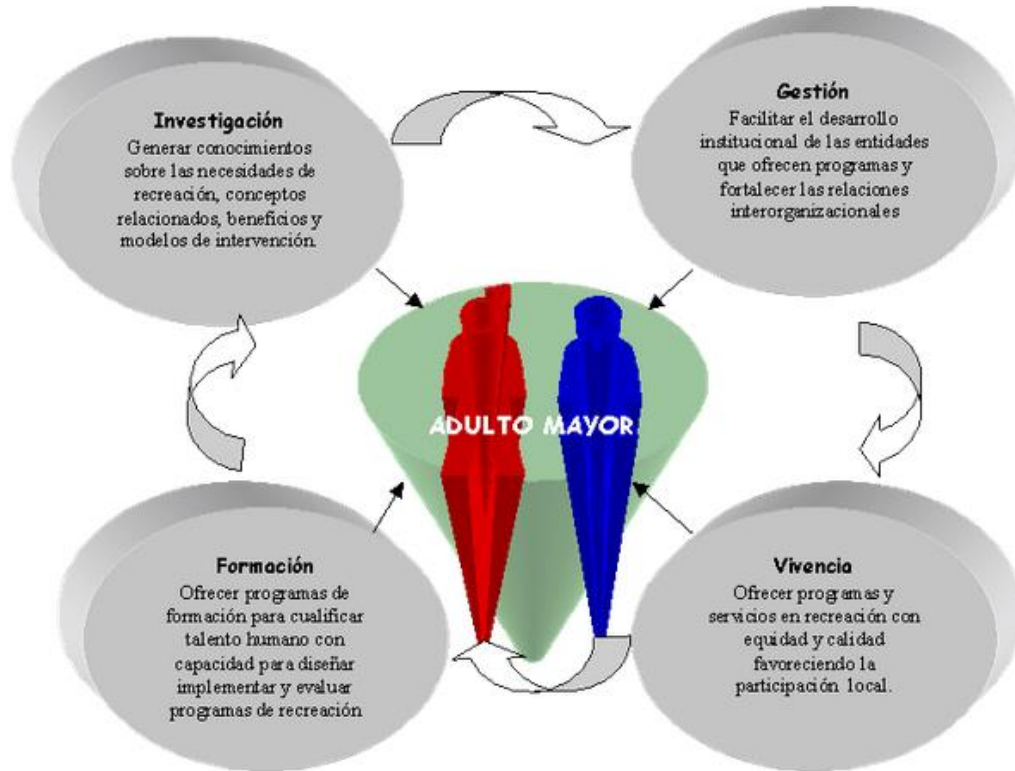 Investigación
Generar conocimientos
sobre las necesidades de
recreación, conceptos
relacionados, beneficios y
modelos de intervención.
Gestión
Facilitar el desarrollo
institucional de las entidades
que ofrecen programas y
fortalecer las relaciones
interorganizacionales
ADULTO MAYOR
Formación
Ofrecer programas de
formación para cualificar
talento humano con
capacidad para diseñar
implementar y evaluar
programas de recreación
Vivencia
Ofrecer programas y
servicios en recreación con
equidad y calidad
favoreciendo la
participación local.